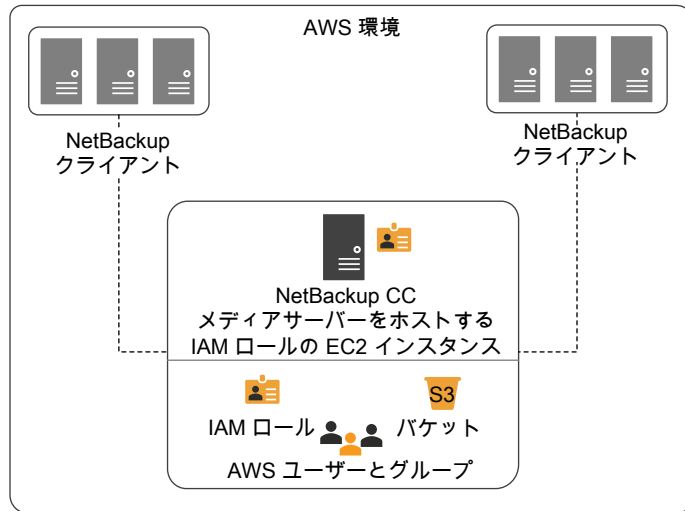 AWS 環境
NetBackup
クライアント
NetBackup
クライアント
NetBackup CC
メディアサーバーをホストする
IAM ロールの EC2 インスタンス
S3
IAM ロール
バケット
AWS ユーザーとグループ